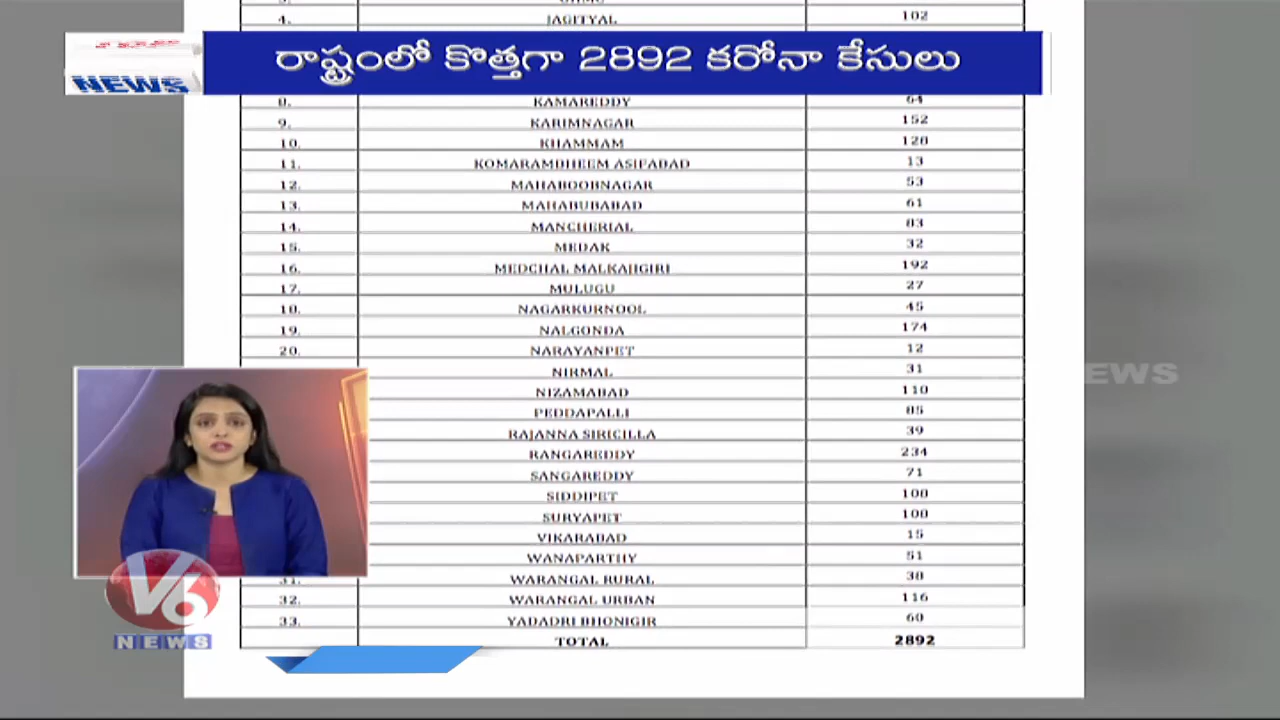 4. JAGITYAL 102
రాష్ట్రంలో కొత్తగా 2892 కరోనా కేసులు
NEWS
8. KAMAREDDY 64
9. KARIMNAGAR 152
10. KHAMMAM 128
11. KOMARAMBHEEM ASIFABAD 13
12. MAHABOOBNAGAR 53
13. MAHABUBABAD 61
14. MANCHERIAL 83
15. MEDAK 32
16. MEDCHAL MALKAJIGIRI 192
17. MULUGU 27
18. NAGARKURNOOL 45
19. NALGONDA 174
20. NARAYANPET 12
NIRMAL 31
NIZAMABAD 110
PEDDAPALLI 85
RAJANNA SIRICILLA 39
RANGAREDDY 234
SANGAREDDY 71
SIDDIPET
SURYAPET
VIKARABAD 15
WANAPARTHY 51
31. WARANGAL RURAL
32. WARANGAL URBAN 116
33. YADADRI BHONIGIR 60
TOTAL 2892
EWS
V6
NEWS